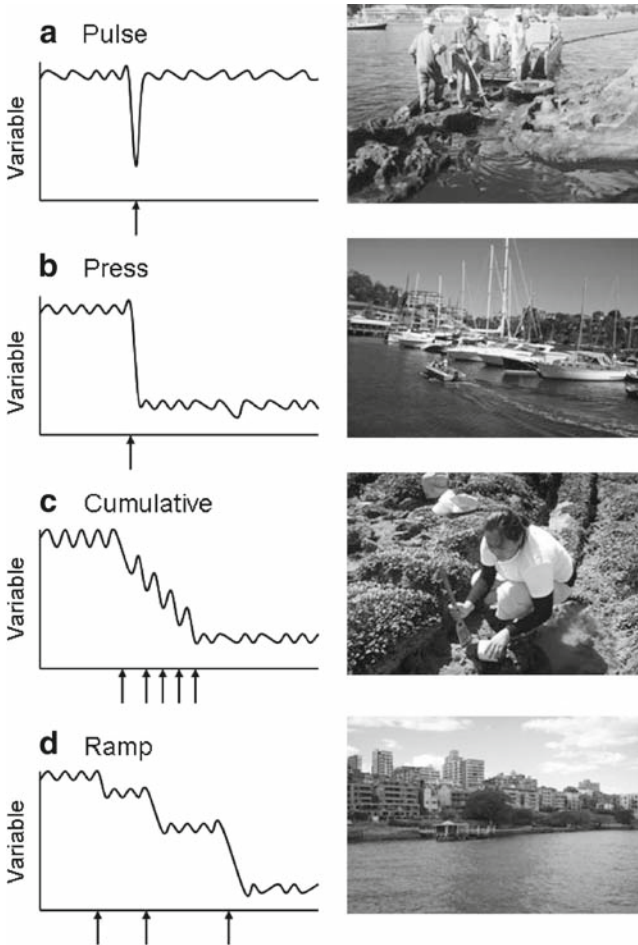 a Pulse
Variable
b Press
Variable
c Cumulative
Variable
d Ramp
Variable